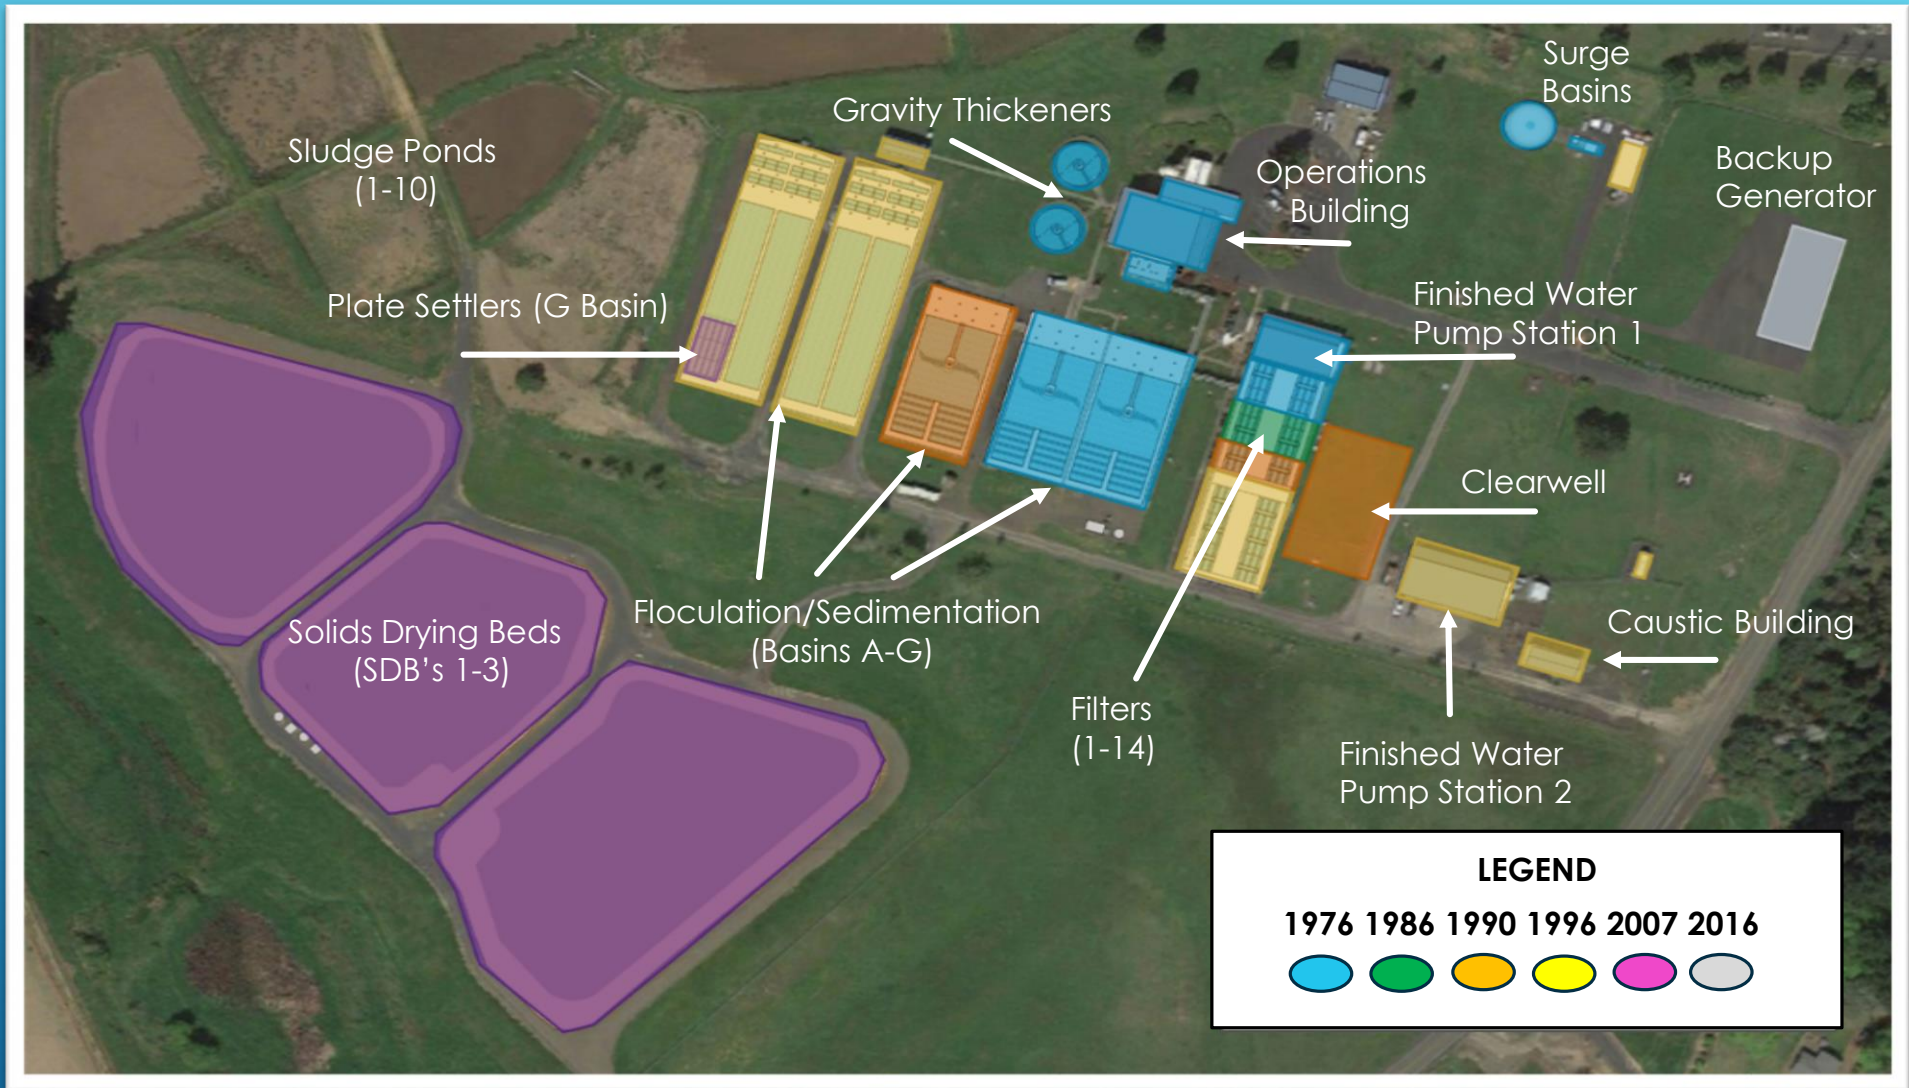 Surge
Basins
Gravity Thickeners
Sludge Ponds
(1-10)
Operations
Building
Backup
Generator
Plate Settlers (G Basin)
Finished Water
Pump Station 1
Clearwell
Solids Drying Beds
(SDB's 1-3)
Floculation/Sedimentation
(Basins A-G)
Caustic Building
Filters
(1-14)
Finished Water
Pump Station 2
LEGEND
1976 1986 1990 1996 2007 2016